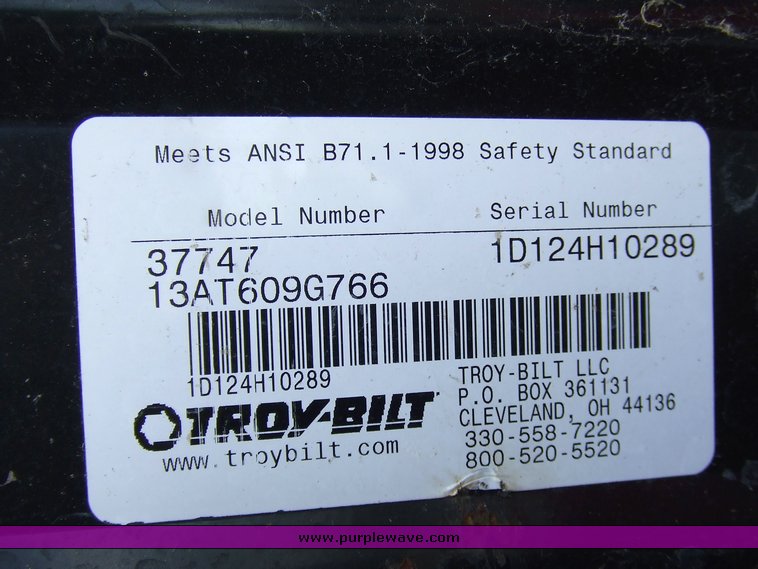 Meets ANSI B71.1-1998 Safety Standard
Model Number Serial Number
37747 1D124H10289
13AT609G766
1D124H10289
TROY-BILT
www.troybilt.com
TROY-BILT LLC
P.O. BOX 361131
CLEVELAND, OH 44136
330-558-7220
800-520-5520
www.purplewave.com